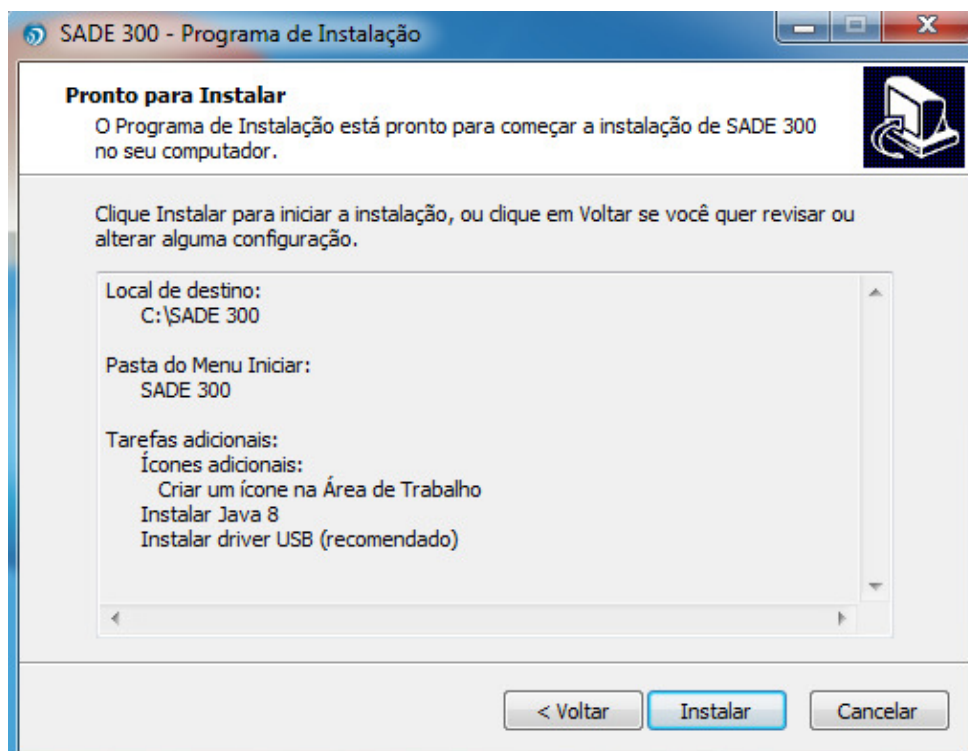 SADE 300 - Programa de Instalação
Pronto para Instalar
O Programa de Instalação está pronto para começar a instalação de SADE 300
no seu computador.
Clique Instalar para iniciar a instalação, ou clique em Voltar se você quer revisar ou
alterar alguma configuração.
Local de destino:
C:\SADE 300
Pasta do Menu Iniciar:
SADE 300
Tarefas adicionais:
Ícones adicionais:
Criar um ícone na Área de Trabalho
Instalar Java 8
Instalar driver USB (recomendado)
< Voltar
Instalar
Cancelar